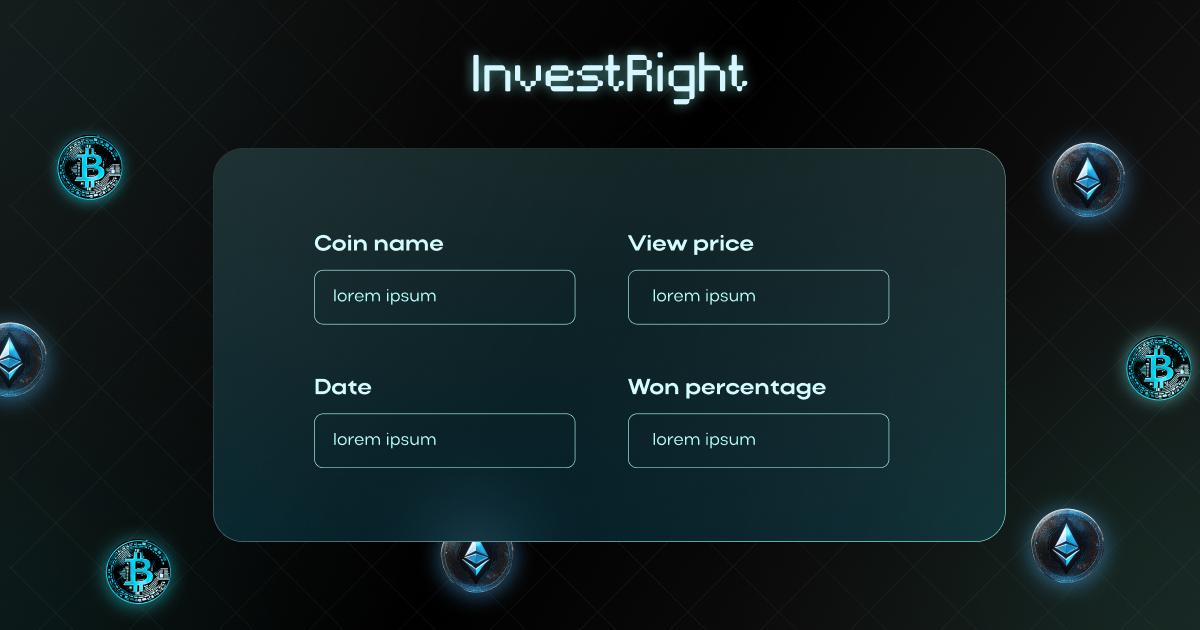 InvestRight
Coin name
View price
lorem ipsum
lorem ipsum
Date
Won percentage
lorem ipsum
lorem ipsum